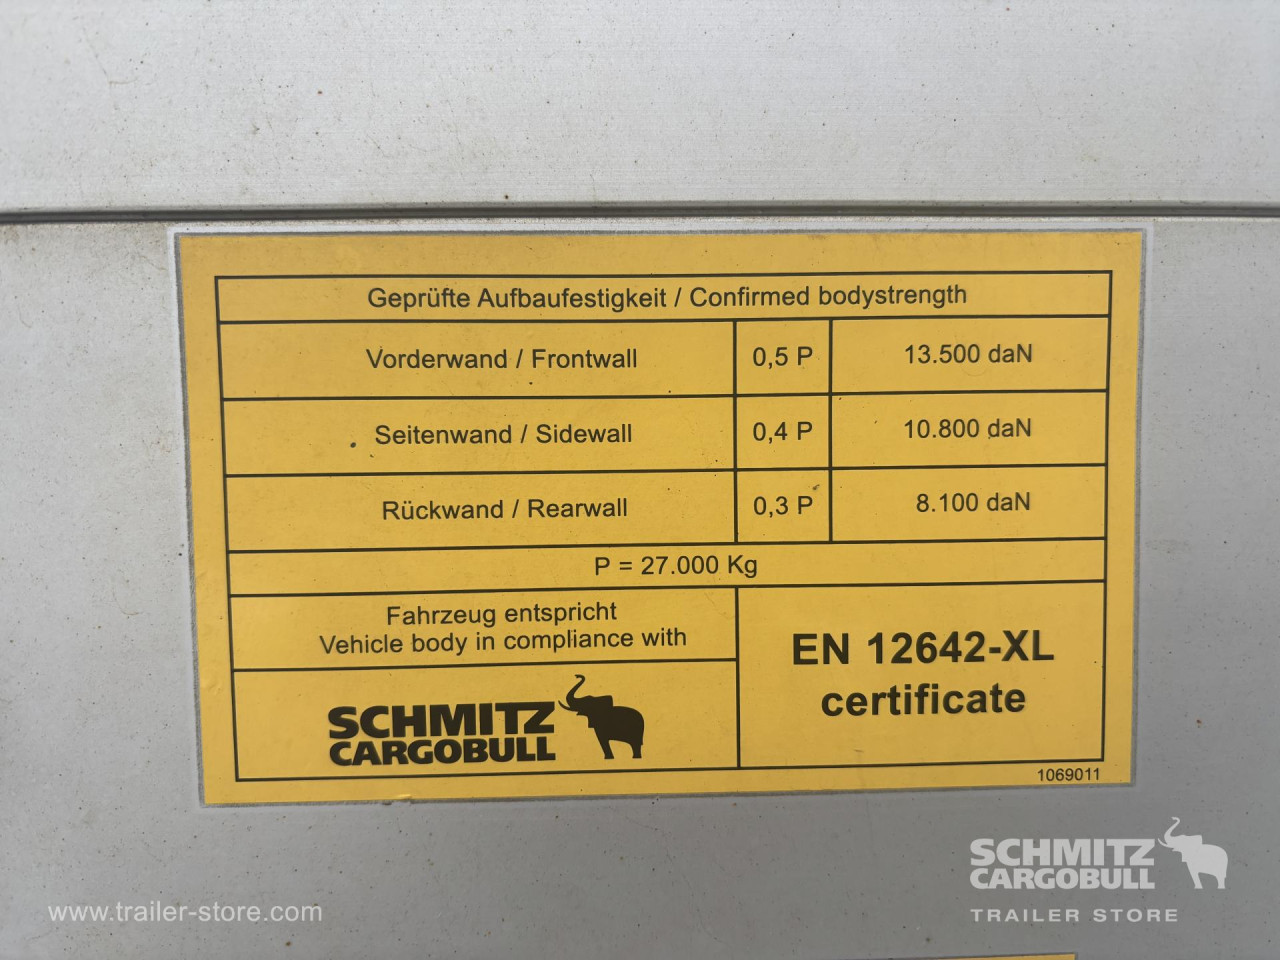 Geprüfte Aufbaufestigkeit / Confirmed bodystrength
Vorderwand / Frontwall 0,5 P 13.500 daN
Seitenwand / Sidewall 0,4 P 10.800 daN
Rückwand / Rearwall 0,3 P 8.100 daN
P = 27.000 Kg
Fahrzeug entspricht
Vehicle body in compliance with
EN 12642-XL
certificate
SCHMITZ
CARGOBULL
1069011
SCHMITZ
CARGOBULL
TRAILER STORE
www.trailer-store.com